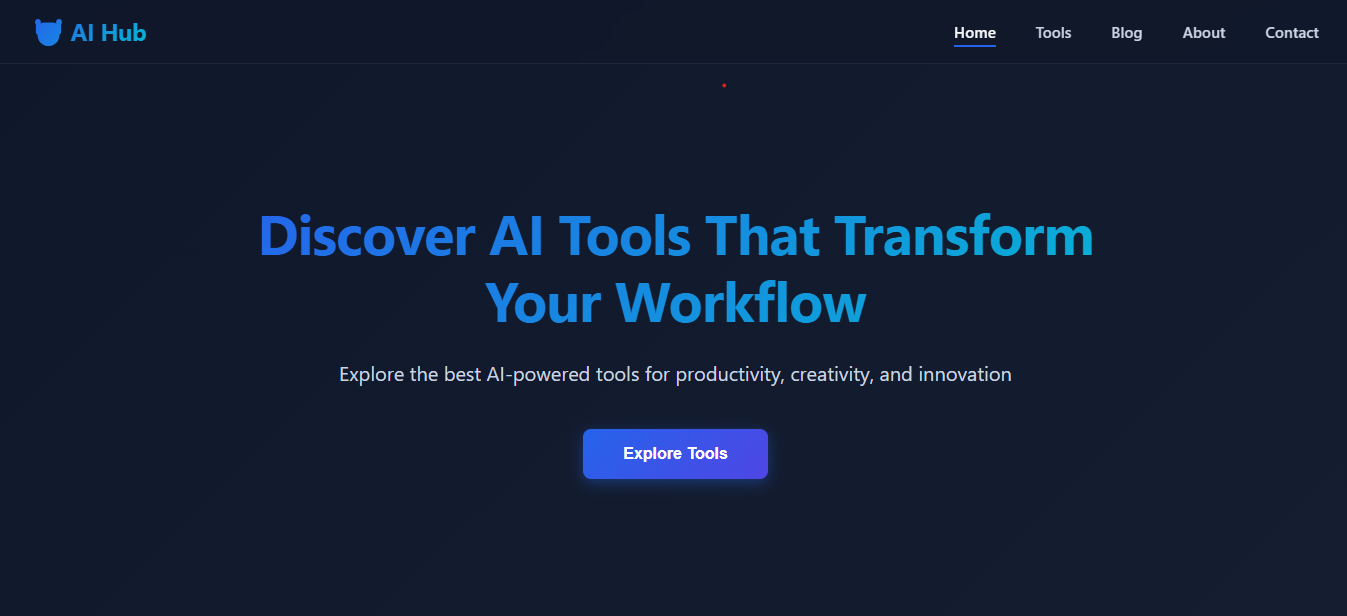 AI Hub
Home Tools Blog About Contact
Discover AI Tools That Transform
Your Workflow
Explore the best AI-powered tools for productivity, creativity, and innovation
Explore Tools